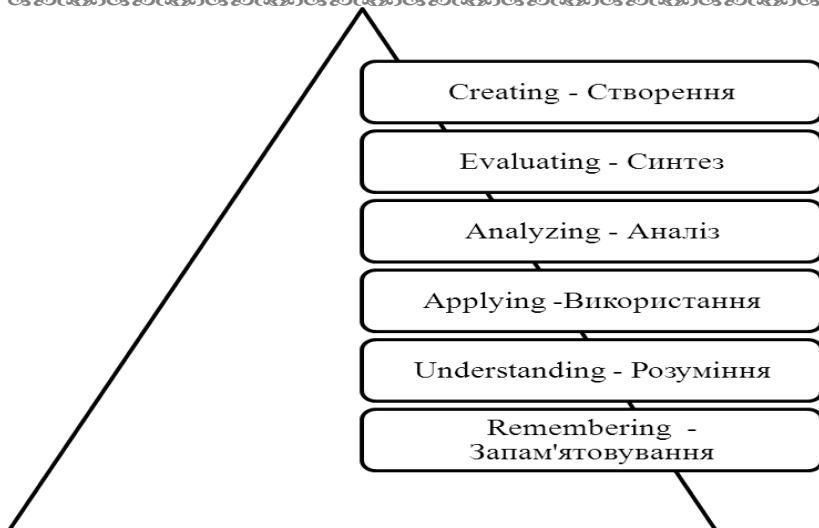 Creating - Створення
Evaluating - Синтез
Analyzing - Аналіз
Applying -Використання
Understanding - Розуміння
Remembering -
Запам'ятовування